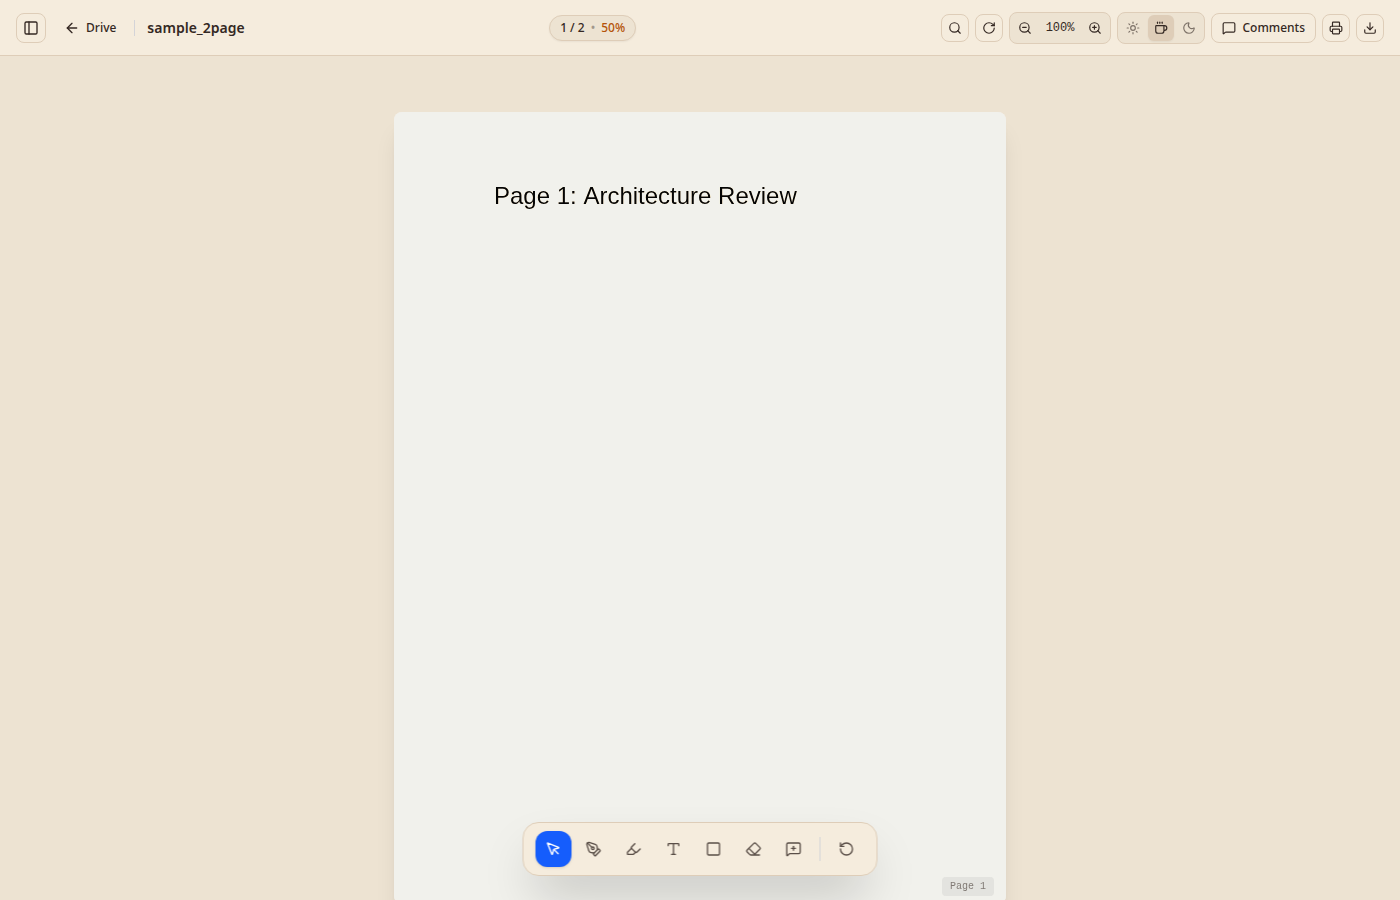 Drive
sample_2page
1 / 2 • 50%
100%
Comments
Page 1: Architecture Review
Page 1